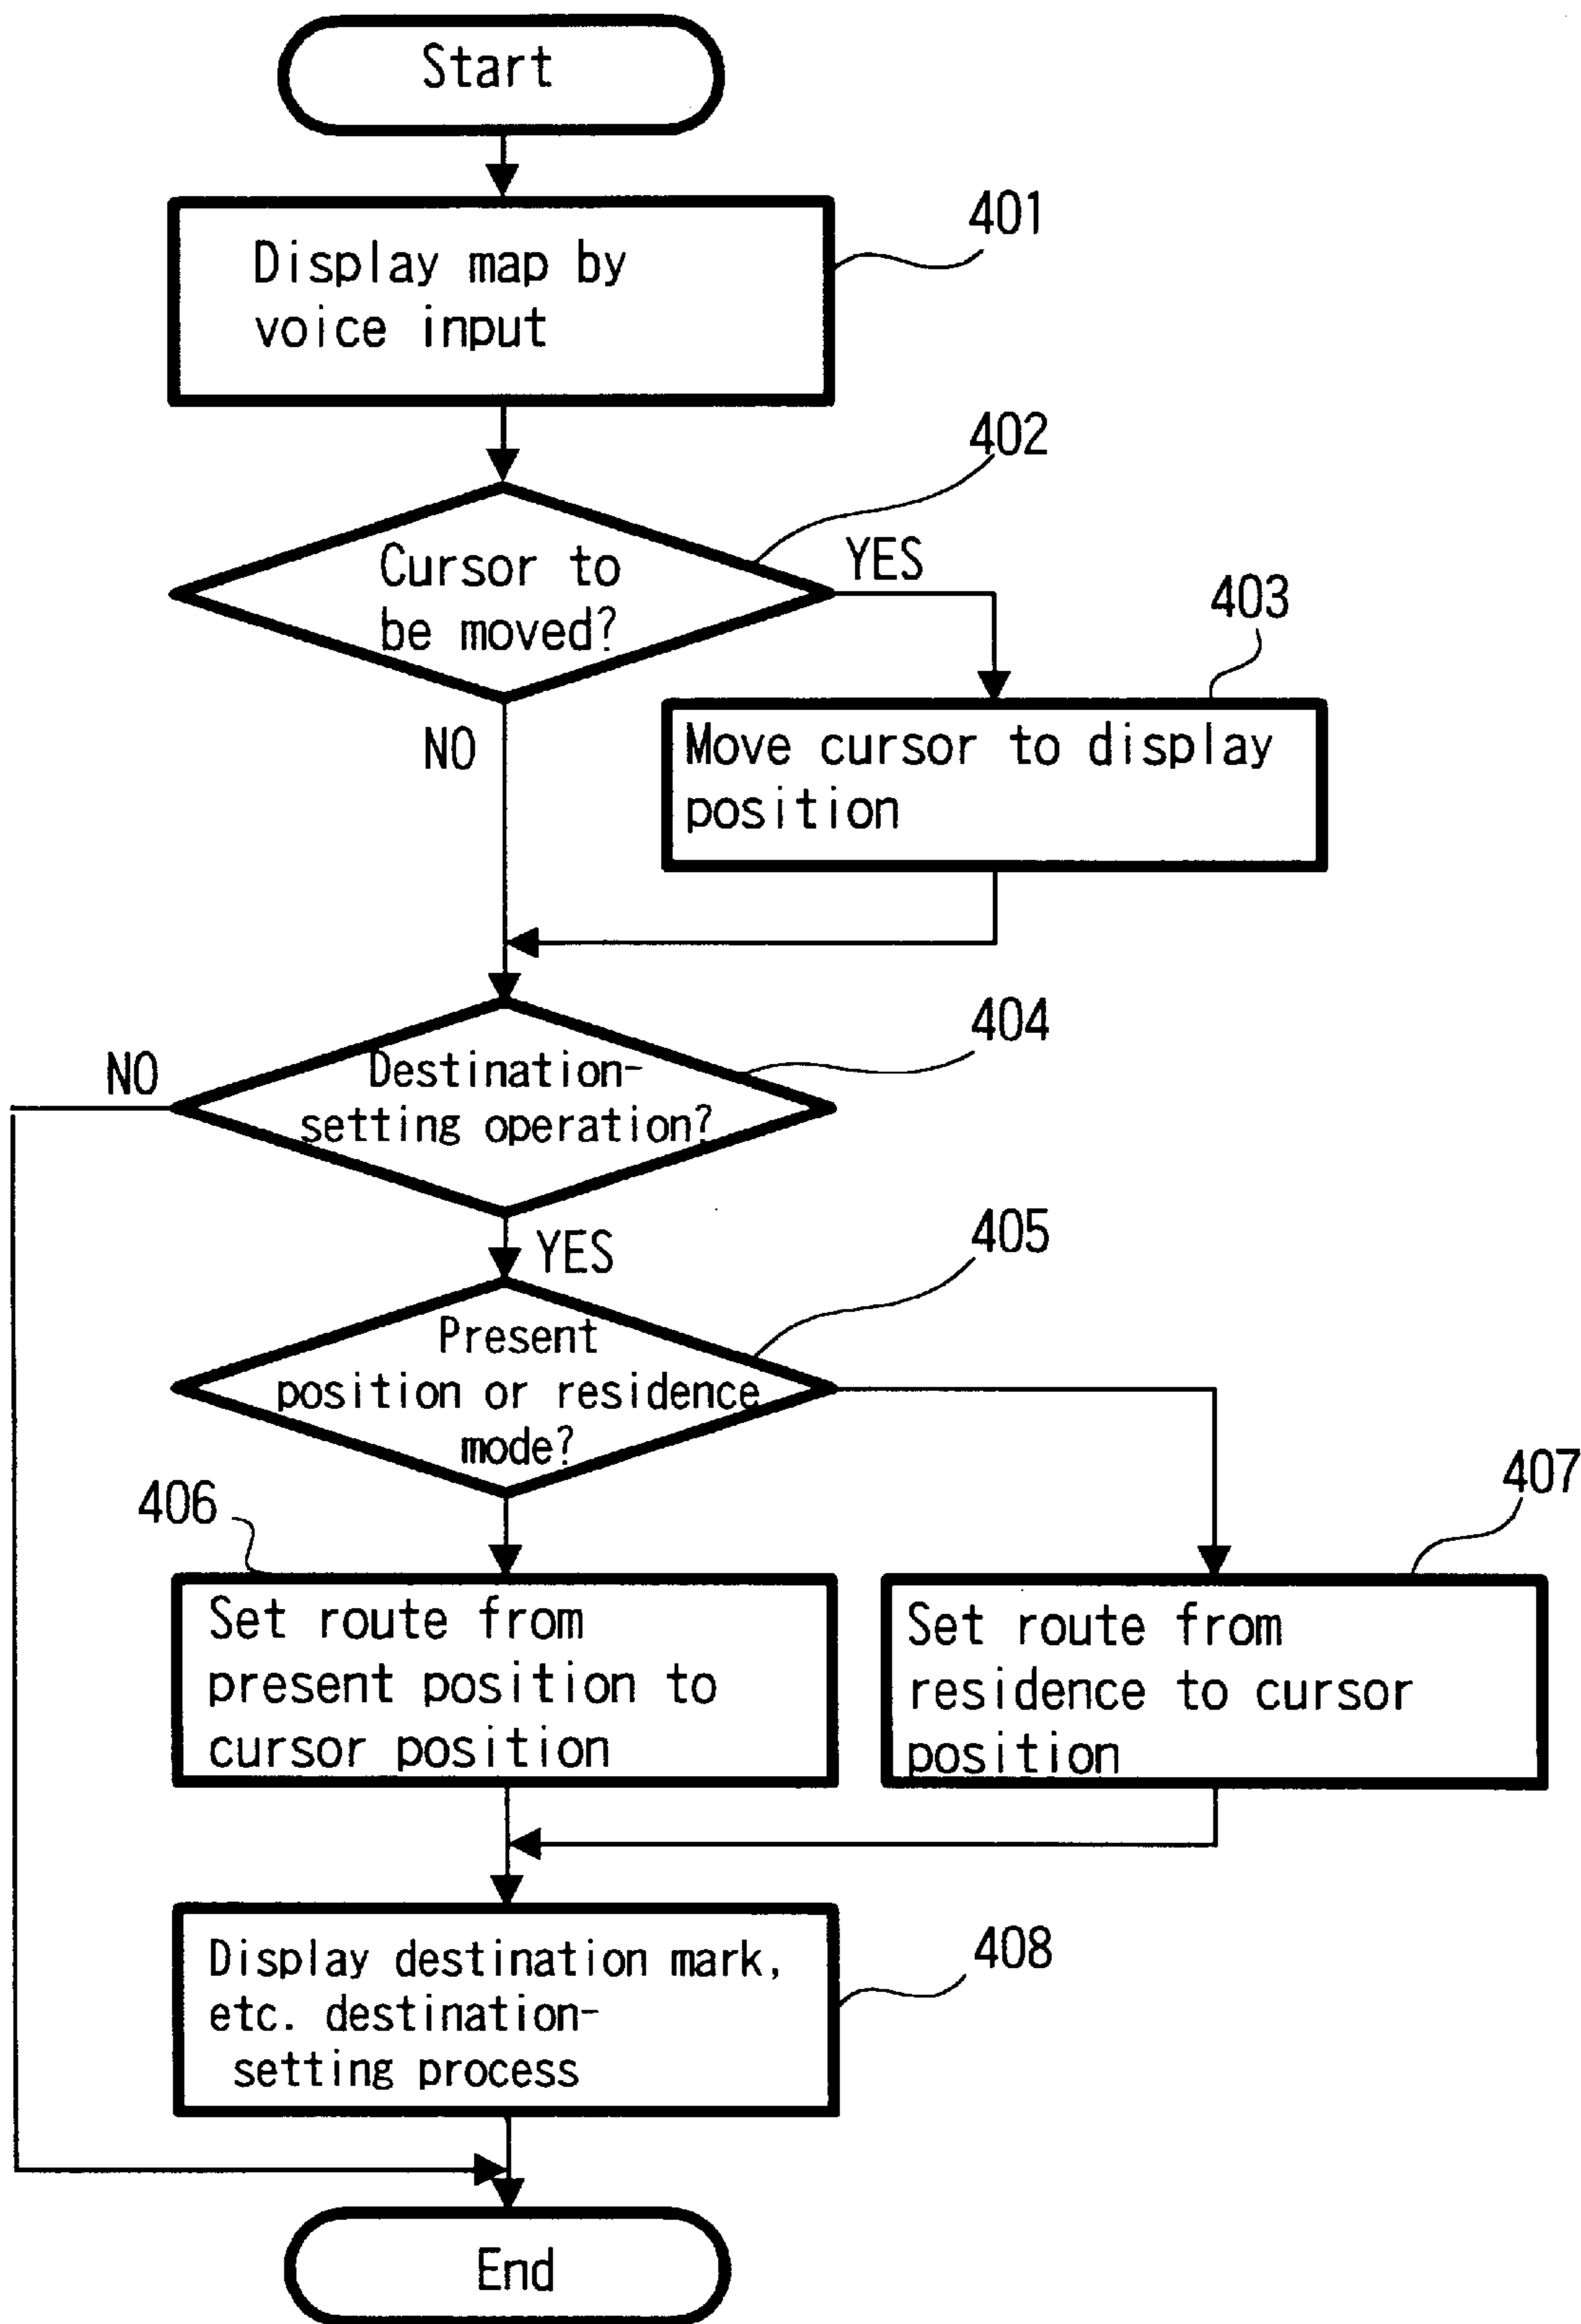 Start
401
Display map by
voice input
402
Cursor to
be moved?
YES
403
NO
Move cursor to display
position
404
NO
Destination-
setting operation?
YES
405
Present
position or residence
mode?
406
407
Set route from
present position to
cursor position
Set route from
residence to cursor
position
408
Display destination mark,
etc. destination-
setting process
End